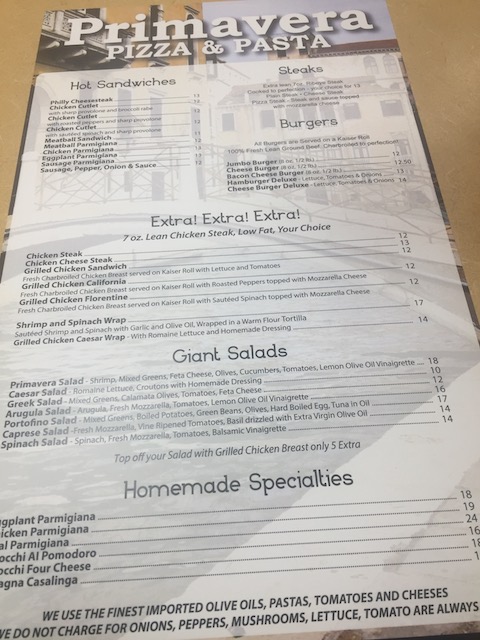 Primavera
PIZZA & PASTA
Hot Sandwiches
Philly Cheesesteak 13
Chicken Cutlet 12
with sharp provolone and broccoli rabe
Chicken Cutlet 12
with roasted peppers and sharp provolone
Chicken Cutlet 12
with sautéed spinach and sharp provolone
Meatball Sandwich 11
Meatball Parmigiana 12
Chicken Parmigiana 13
Eggplant Parmigiana 12
Sausage Parmigiana 12
Sausage, Pepper, Onion & Sauce 12
Steaks
Extra lean 7oz. Ribeye Steak
Cooked to perfection - your choice for 13
Plain Steak - Cheese Steak
Pizza Steak - Steak and sauce topped
with mozzarella cheese
Burgers
All Burgers are Served on a Kaiser Roll
100% Fresh Lean Ground Beef, Charbroiled to perfection
Jumbo Burger (8 oz. 1/2 lb.) 12
Cheese Burger (8 oz. 1/2 lb.) 12.50
Bacon Cheese Burger (8 oz. 1/2 lb.) 13
Hamburger Deluxe - Lettuce, Tomatoes & Onions 13
Cheese Burger Deluxe - Lettuce, Tomatoes & Onions 14
Extra! Extra! Extra!
7 oz. Lean Chicken Steak, Low Fat, Your Choice
Chicken Steak 12
Chicken Cheese Steak 13
Grilled Chicken Sandwich 12
Fresh Charbroiled Chicken Breast served on Kaiser Roll with Lettuce and Tomatoes
Grilled Chicken California 12
Fresh Charbroiled Chicken Breast served on Kaiser Roll with Roasted Peppers topped with Mozzarella Cheese
Grilled Chicken Florentine 12
Fresh Charbroiled Chicken Breast served on Kaiser Roll with Sautéed Spinach topped with Mozzarella Cheese
Shrimp and Spinach Wrap 17
Sautéed Shrimp and Spinach with Garlic and Olive Oil, Wrapped in a Warm Flour Tortilla
Grilled Chicken Caesar Wrap - With Romaine Lettuce and Homemade Dressing 14
Giant Salads
Primavera Salad - Shrimp, Mixed Greens, Feta Cheese, Olives, Cucumbers, Tomatoes, Lemon Olive Oil Vinaigrette 18
Caesar Salad - Romaine Lettuce, Croutons with Homemade Dressing 10
Greek Salad - Mixed Greens, Calamata Olives, Tomatoes, Feta Cheese 12
Arugula Salad - Arugula, Fresh Mozzarella, Tomatoes, Lemon Olive Oil Vinaigrette 16
Portofino Salad - Mixed Greens, Boiled Potatoes, Green Beans, Olives, Hard Boiled Egg, Tuna in Oil 17
Caprese Salad - Fresh Mozzarella, Vine Ripened Tomatoes, Basil drizzled with Extra Virgin Olive Oil 14
Spinach Salad - Spinach, Fresh Mozzarella, Tomatoes, Balsamic Vinaigrette 14
Top off your Salad with Grilled Chicken Breast only 5 Extra
Homemade Specialties
ggplant Parmigiana 18
icken Parmigiana 19
al Parmigiana 24
occhi Al Pomodoro 16
occhi Four Cheese 18
agna Casalinga 1
WE USE THE FINEST IMPORTED OLIVE OILS, PASTAS, TOMATOES AND CHEESES
WE DO NOT CHARGE FOR ONIONS, PEPPERS, MUSHROOMS, LETTUCE, TOMATO ARE ALWAYS